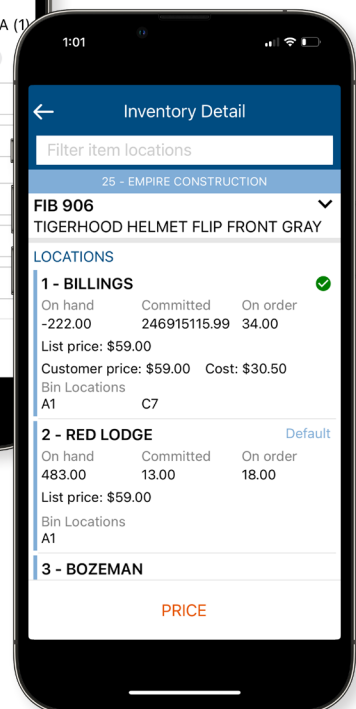 A (1)
1:01
Inventory Detail
Filter item locations
25 - EMPIRE CONSTRUCTION
FIB 906
TIGERHOOD HELMET FLIP FRONT GRAY
LOCATIONS
1 - BILLINGS
On hand Committed On order
-222.00 246915115.99 34.00
List price: $59.00
Customer price: $59.00 Cost: $30.50
Bin Locations
A1 C7
2 - RED LODGE Default
On hand Committed On order
483.00 13.00 18.00
List price: $59.00
Bin Locations
A1
3 - BOZEMAN
PRICE